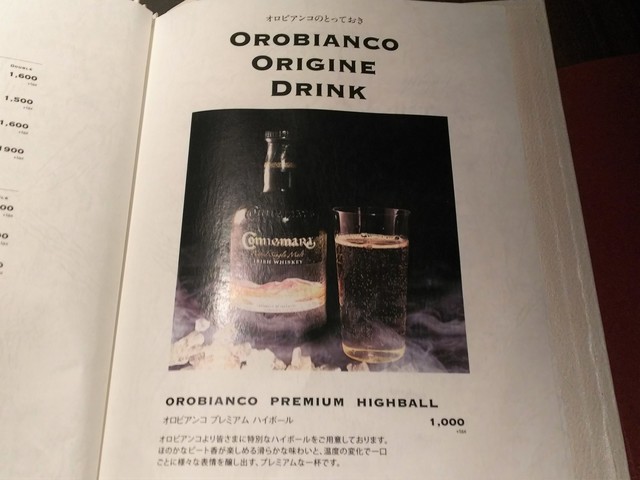 DOUBLE
1,600
1,500
1,600
オロビアンコのとっておき
OROBIANCO
ORIGINE
DRINK
Connemara
Peated Single Malt
IRISH WHISKEY
OROBIANCO PREMIUM HIGHBALL
オロビアンコ プレミアム ハイボール
1,000
オロビアンコより皆さまに特別なハイボールをご用意しております。
ほのかなピート香が楽しめる滑らかな味わいと、温度の変化で一口
ごとに様々な表情を醸し出す、プレミアムな一杯です。